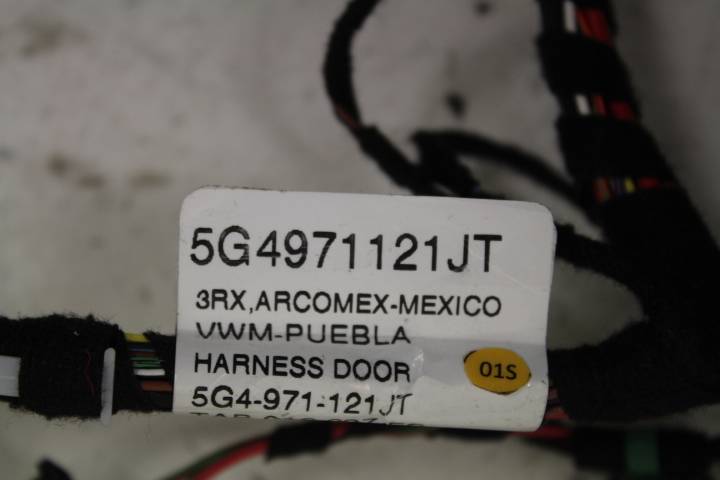 5G4971121JT
3RX,ARCOMEX-MEXICO
VWM-PUEBLA
HARNESS DOOR
01S
5G4-971-121JT